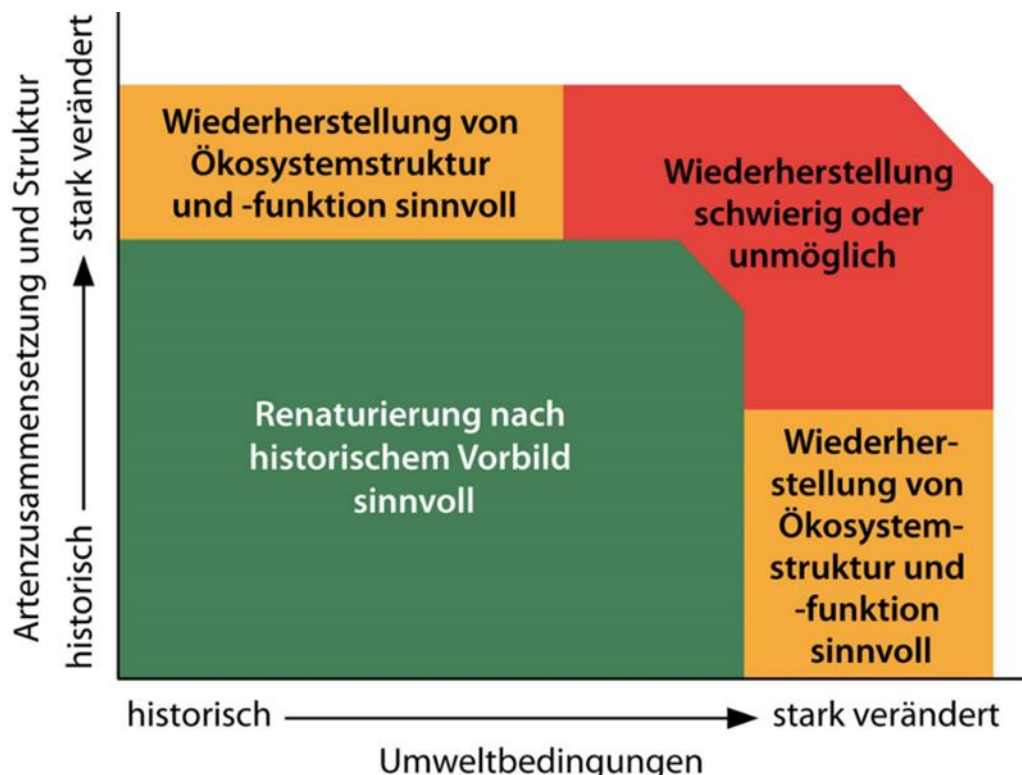 Artenzusammensetzung und Struktur
historisch
stark verändert
Wiederherstellung von
Ökosystemstruktur
und -funktion sinnvoll
Wiederherstellung
schwierig oder
unmöglich
Renaturierung nach
historischem Vorbild
sinnvoll
Wiederher-
stellung von
Ökosystem-
struktur und
-funktion
sinnvoll
historisch
stark verändert
Umweltbedingungen